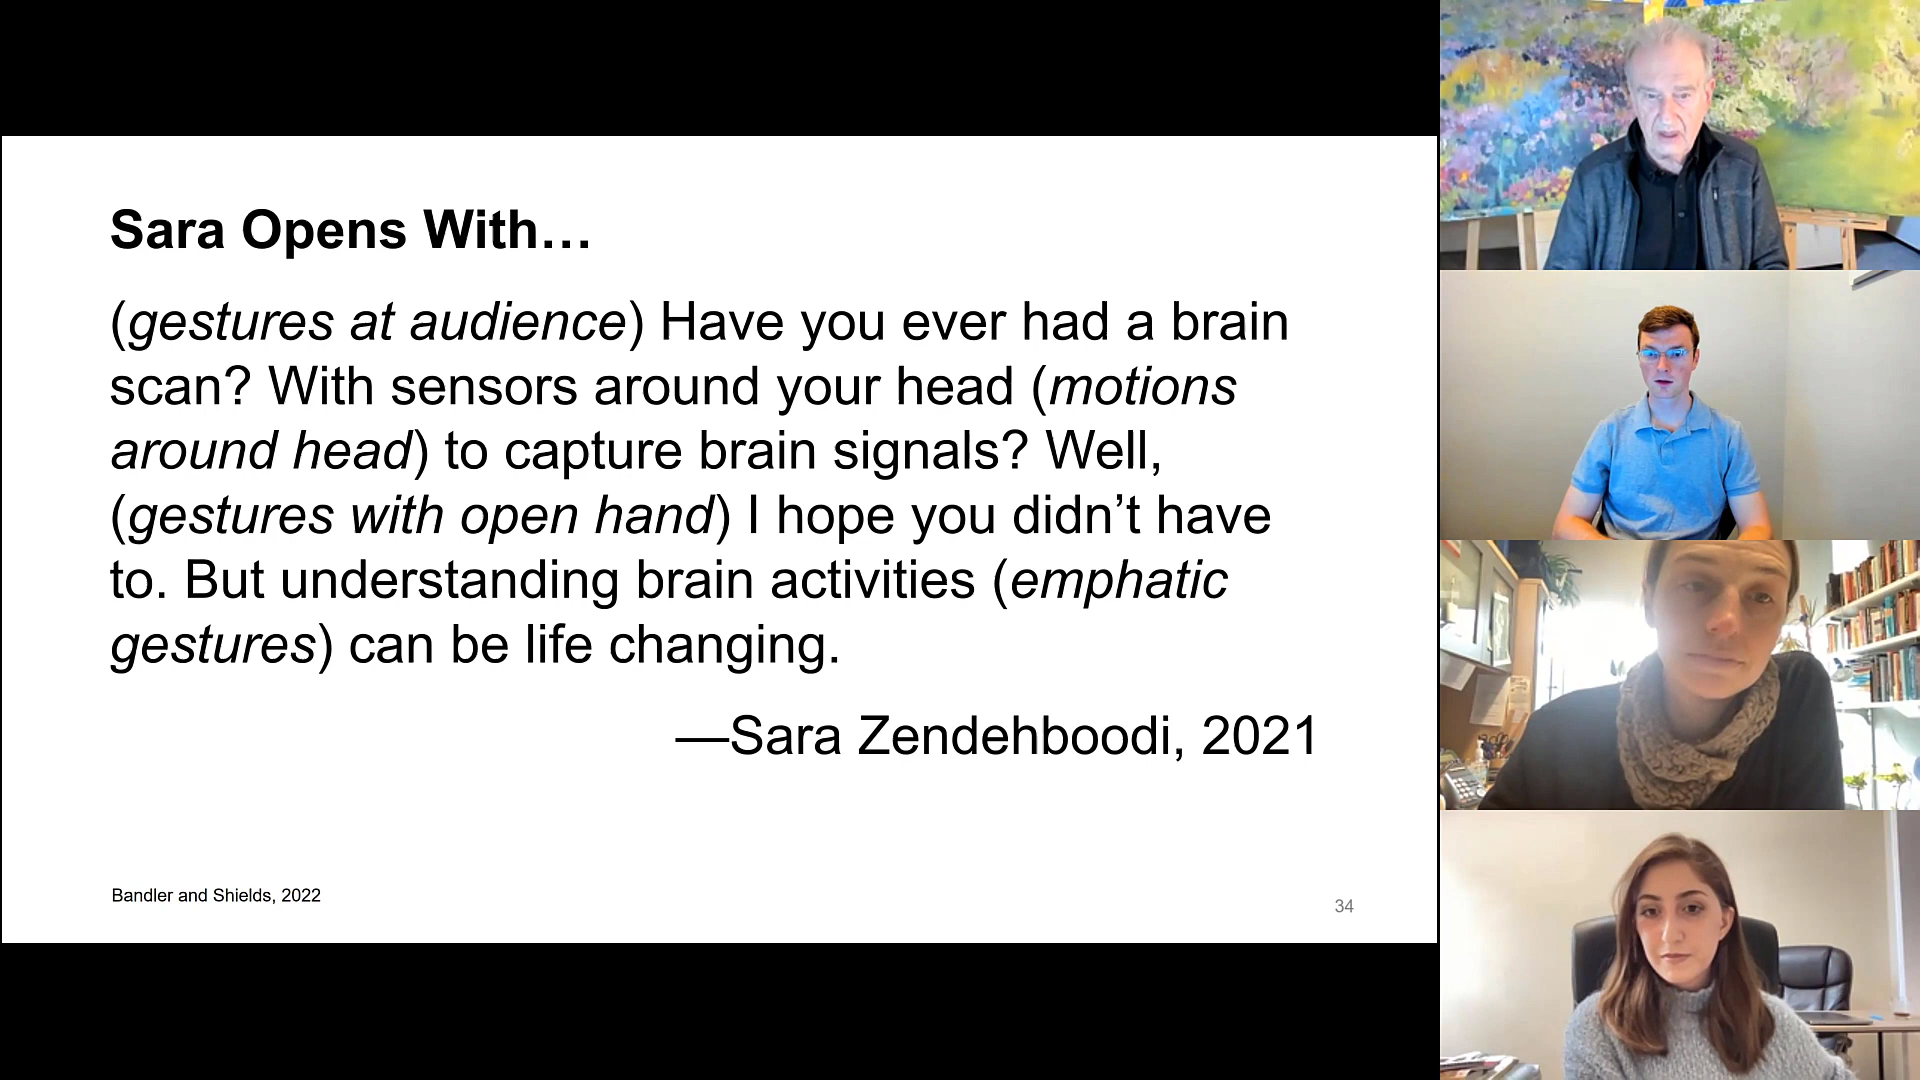 Sara Opens With…
(gestures at audience) Have you ever had a brain
scan? With sensors around your head (motions
around head) to capture brain signals? Well,
(gestures with open hand) I hope you didn’t have
to. But understanding brain activities (emphatic
gestures) can be life changing.
—Sara Zendehboodi, 2021
Bandler and Shields, 2022
34